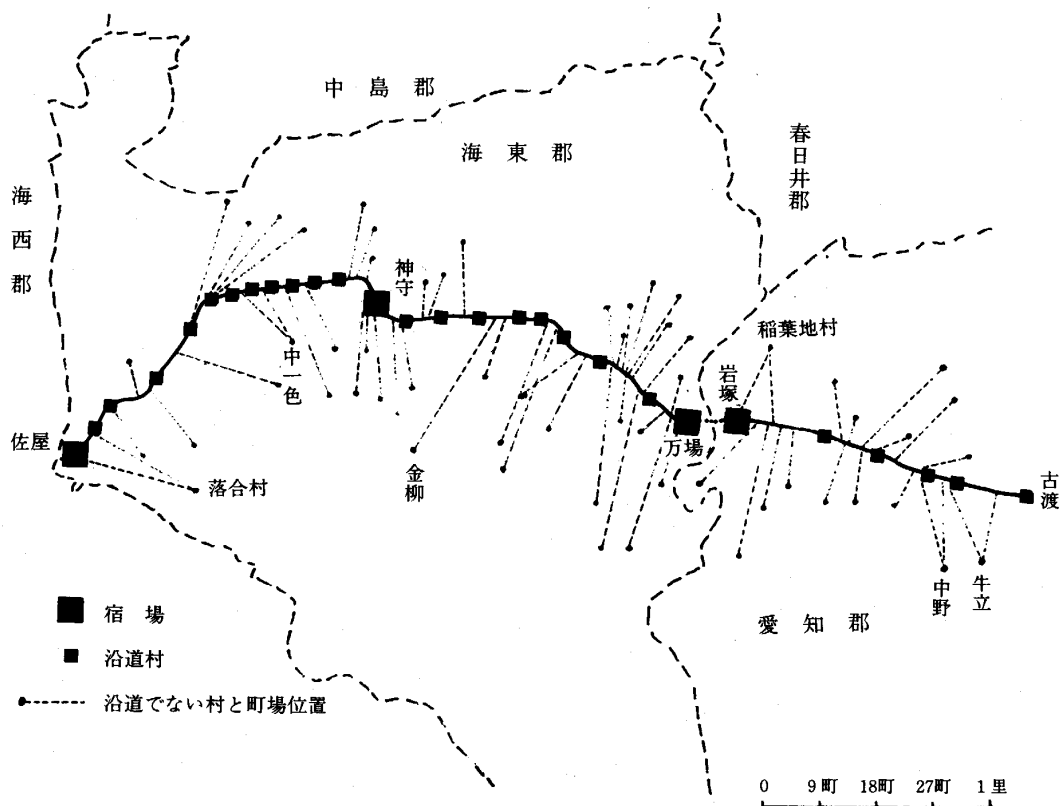 中島郡
海東郡
春日井郡
海西郡
神守
稲葉地村
岩塚
中一色
佐屋
万場
落合村
金柳
古渡
中野
牛立
愛知郡
宿場
沿道村
沿道でない村と町場位置
0 9町 18町 27町 1里